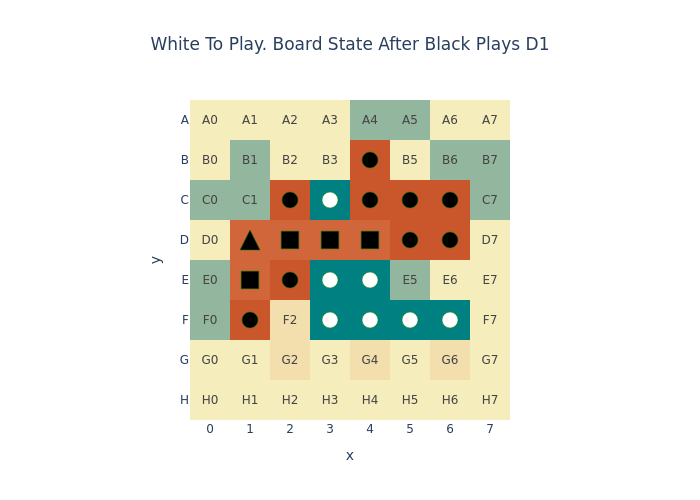 White To Play. Board State After Black Plays D1
A A0 A1 A2 A3 A4 A5 A6 A7
B B0 B1 B2 B3 B5 B6 B7
C C0 C1 C7
D D0 D7
E E0 E5 E6 E7
F F0 F2 F7
G G0 G1 G2 G3 G4 G5 G6 G7
H H0 H1 H2 H3 H4 H5 H6 H7
0 1 2 3 4 5 6 7
x
y